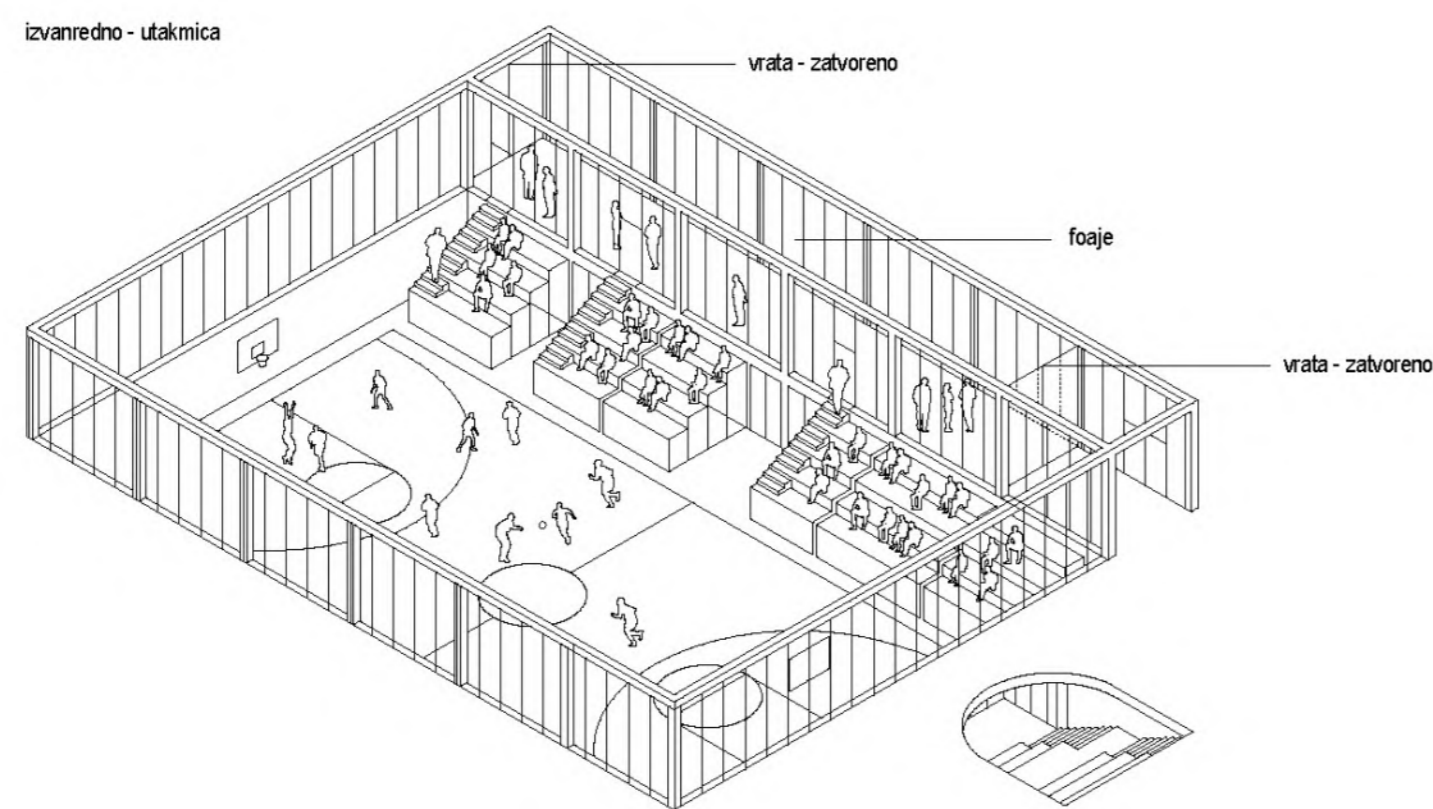 izvanredno - utakmica
vrata - zatvoreno
foaje
vrata - zatvoreno